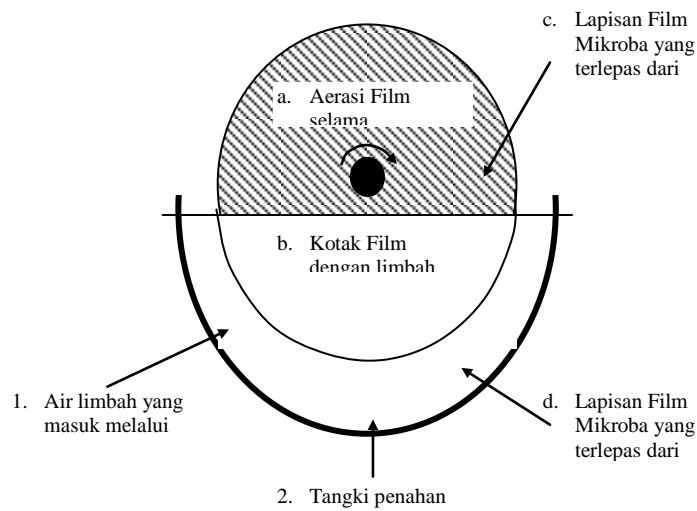 c. Lapisan Film
Mikroba yang
terlepas dari
a. Aerasi Film
selama
b. Kotak Film
dengan limbah
1. Air limbah yang
masuk melalui
d. Lapisan Film
Mikroba yang
terlepas dari
2. Tangki penahan